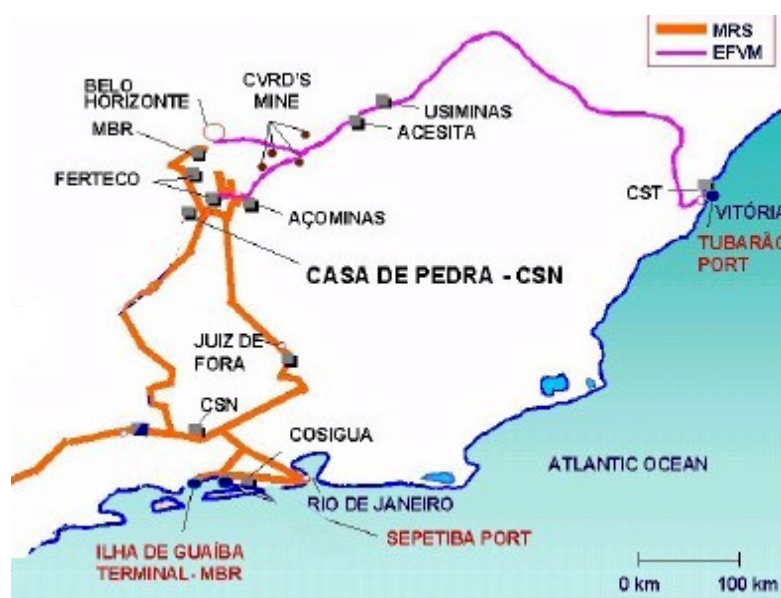 MRS
EFVM
BELO
HORIZONTE
CVRD'S
MINE
MBR
USIMINAS
ACESITA
FERTECO
AÇOMINAS
CST
VITÓRIA
TUBARÃO
PORT
CASA DE PEDRA - CSN
JUIZ DE
FORA
CSN
COSIGUA
ATLANTIC OCEAN
RIO DE JANEIRO
SEPETIBA PORT
ILHA DE GUAÍBA
TERMINAL - MBR
0 km 100 km